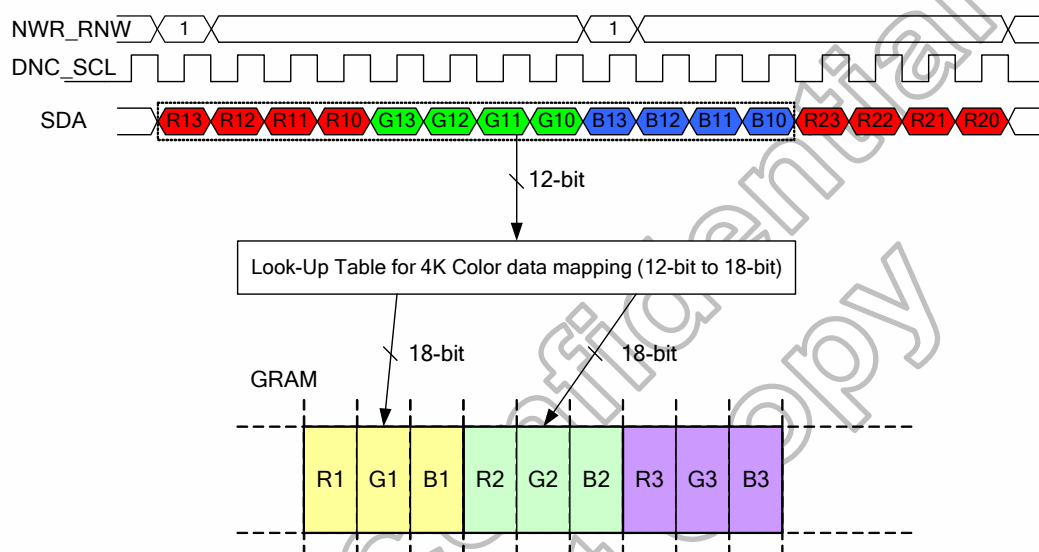 NWR_RNW 1 1
DNC_SCL
SDA R13 R12 R11 R10 G13 G12 G11 G10 B13 B12 B11 B10 R23 R22 R21 R20
12-bit
Look-Up Table for 4K Color data mapping (12-bit to 18-bit)
18-bit 18-bit
GRAM
R1 G1 B1 R2 G2 B2 R3 G3 B3
Confidential
Copy